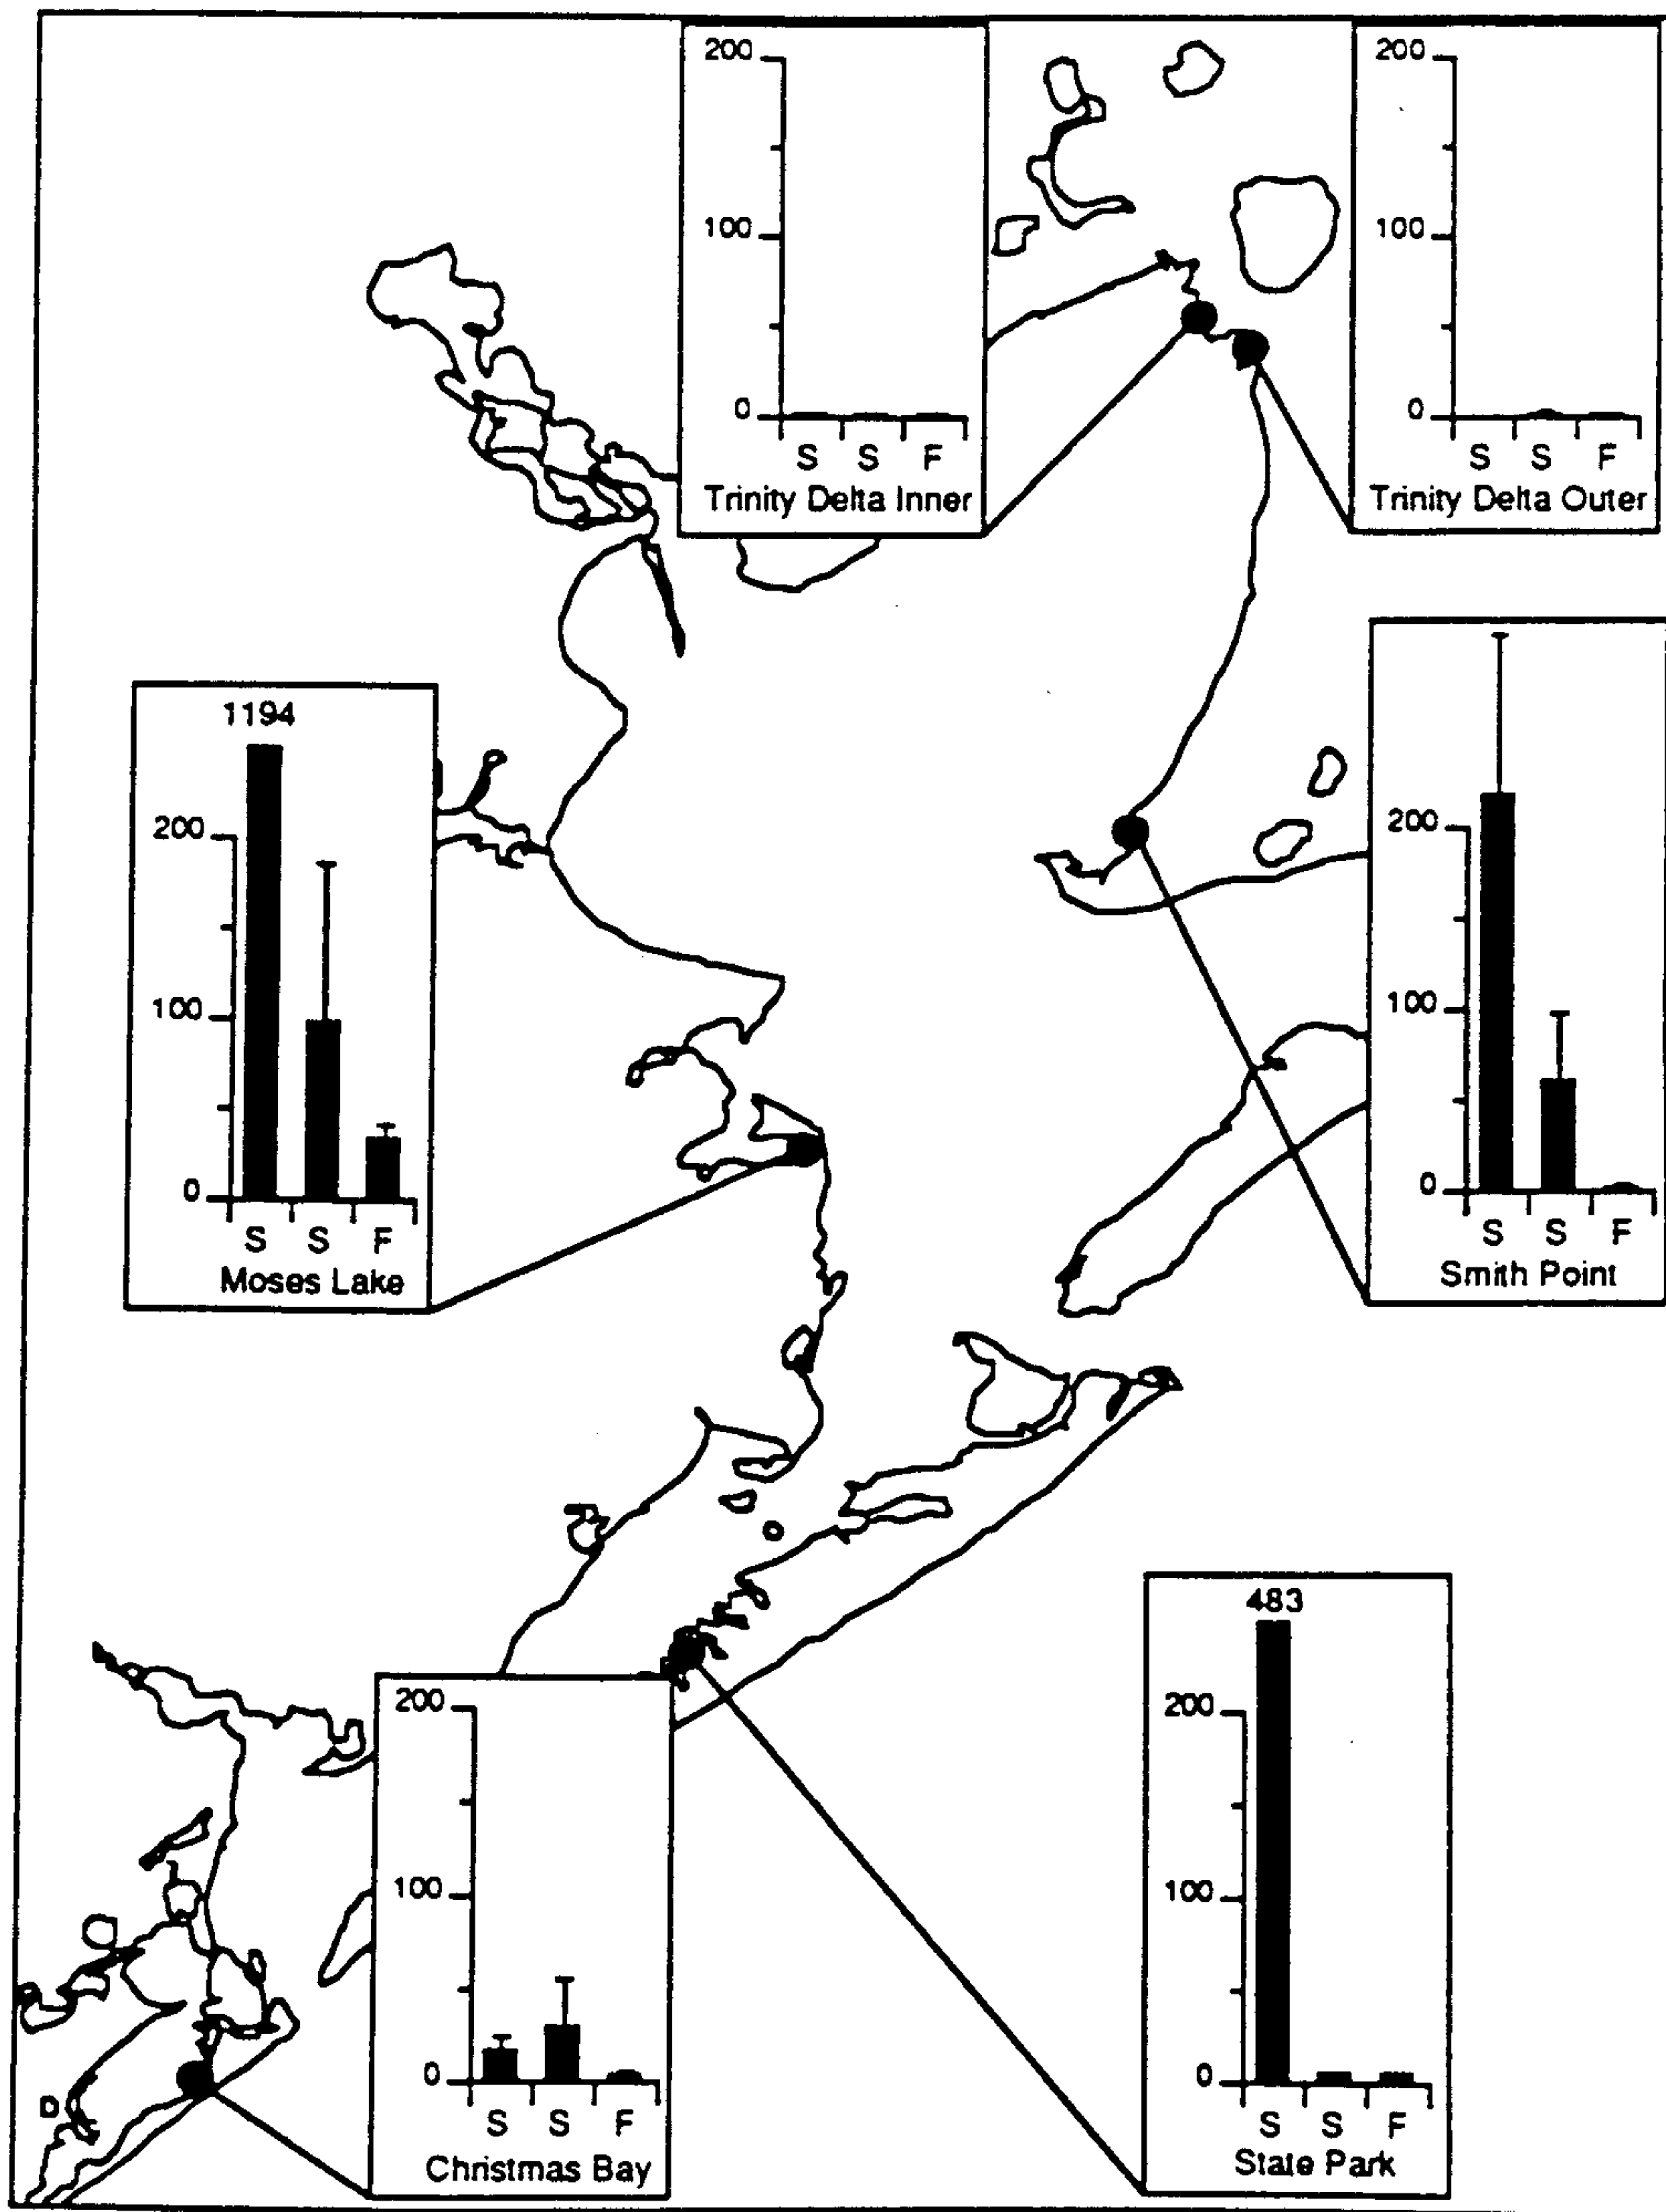 200
100
0
S S F
Trinity Delta Inner
200
100
0
S S F
Trinity Delta Outer
1194
200
100
0
S S F
Moses Lake
200
100
0
S S F
Smith Point
200
100
0
S S F
Christmas Bay
483
200
100
0
S S F
State Park